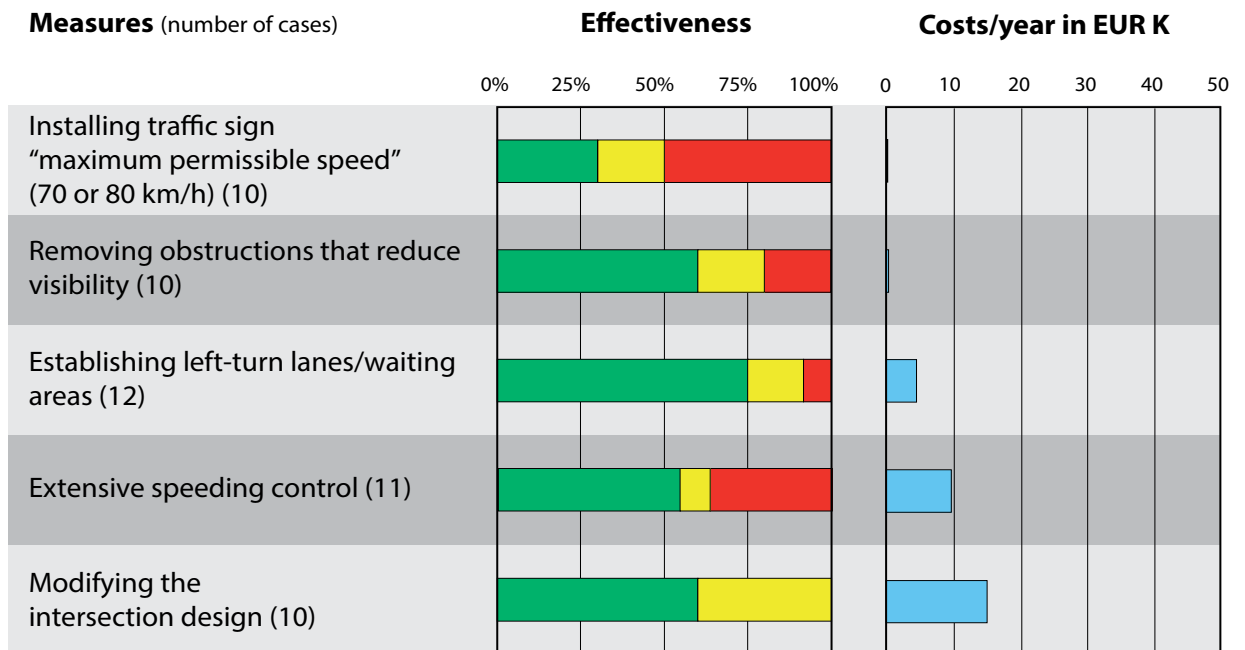 Measures (number of cases) Effectiveness Costs/year in EUR K
0% 25% 50% 75% 100% 0 10 20 30 40 50
Installing traffic sign
“maximum permissible speed”
(70 or 80 km/h) (10)
Removing obstructions that reduce
visibility (10)
Establishing left-turn lanes/waiting
areas (12)
Extensive speeding control (11)
Modifying the
intersection design (10)